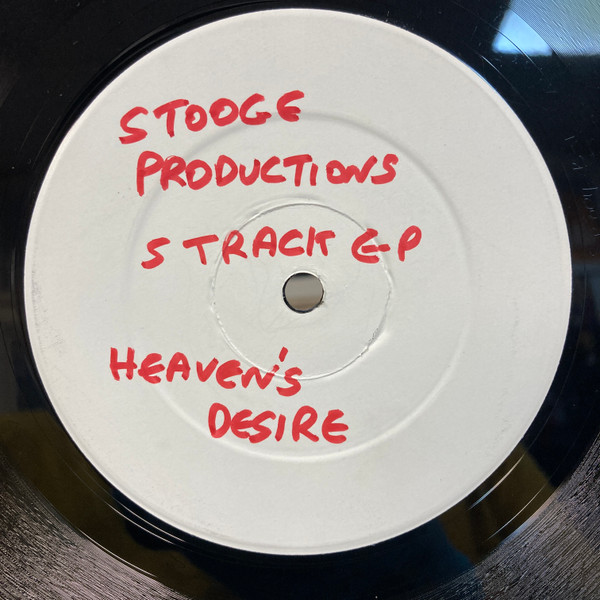 STOOGE
PRODUCTIONS
5 TRACK E-P
HEAVEN'S
DESIRE